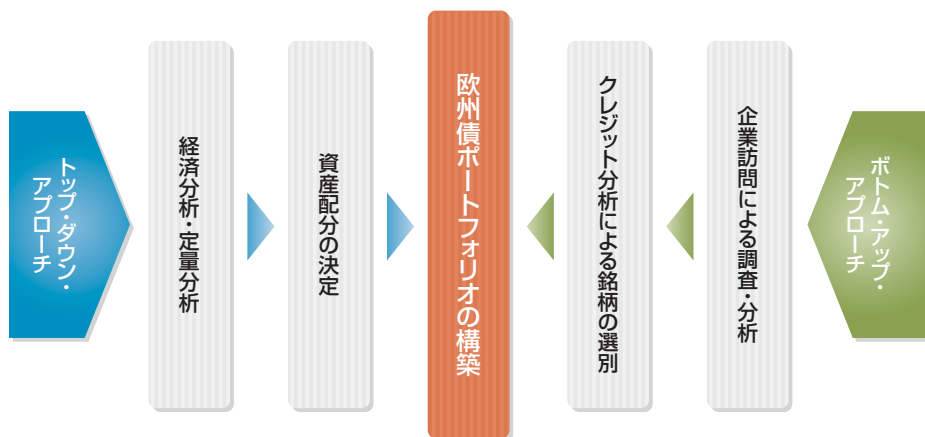 トップ・ダウン・
アプローチ
経済分析・定量分析
資産配分の決定
欧州債ポートフォリオの構築
クレジット分析による銘柄の選別
企業訪問による調査・分析
ボトム・アップ・
アプローチ